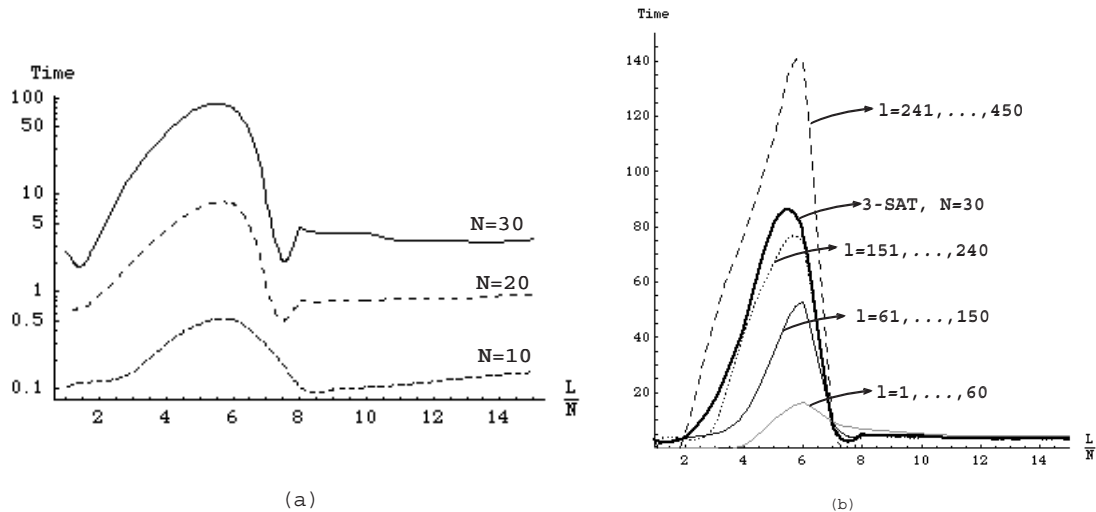 Time
100
50
10
5
1
0.5
0.1
N=30
N=20
N=10
2 4 6 8 10 12 14
L
N
(a)
Time
140
120
100
80
60
40
20
l=241,...,450
3-SAT, N=30
l=151,...,240
l=61,...,150
l=1,...,60
2 4 6 8 10 12 14
L
N
(b)